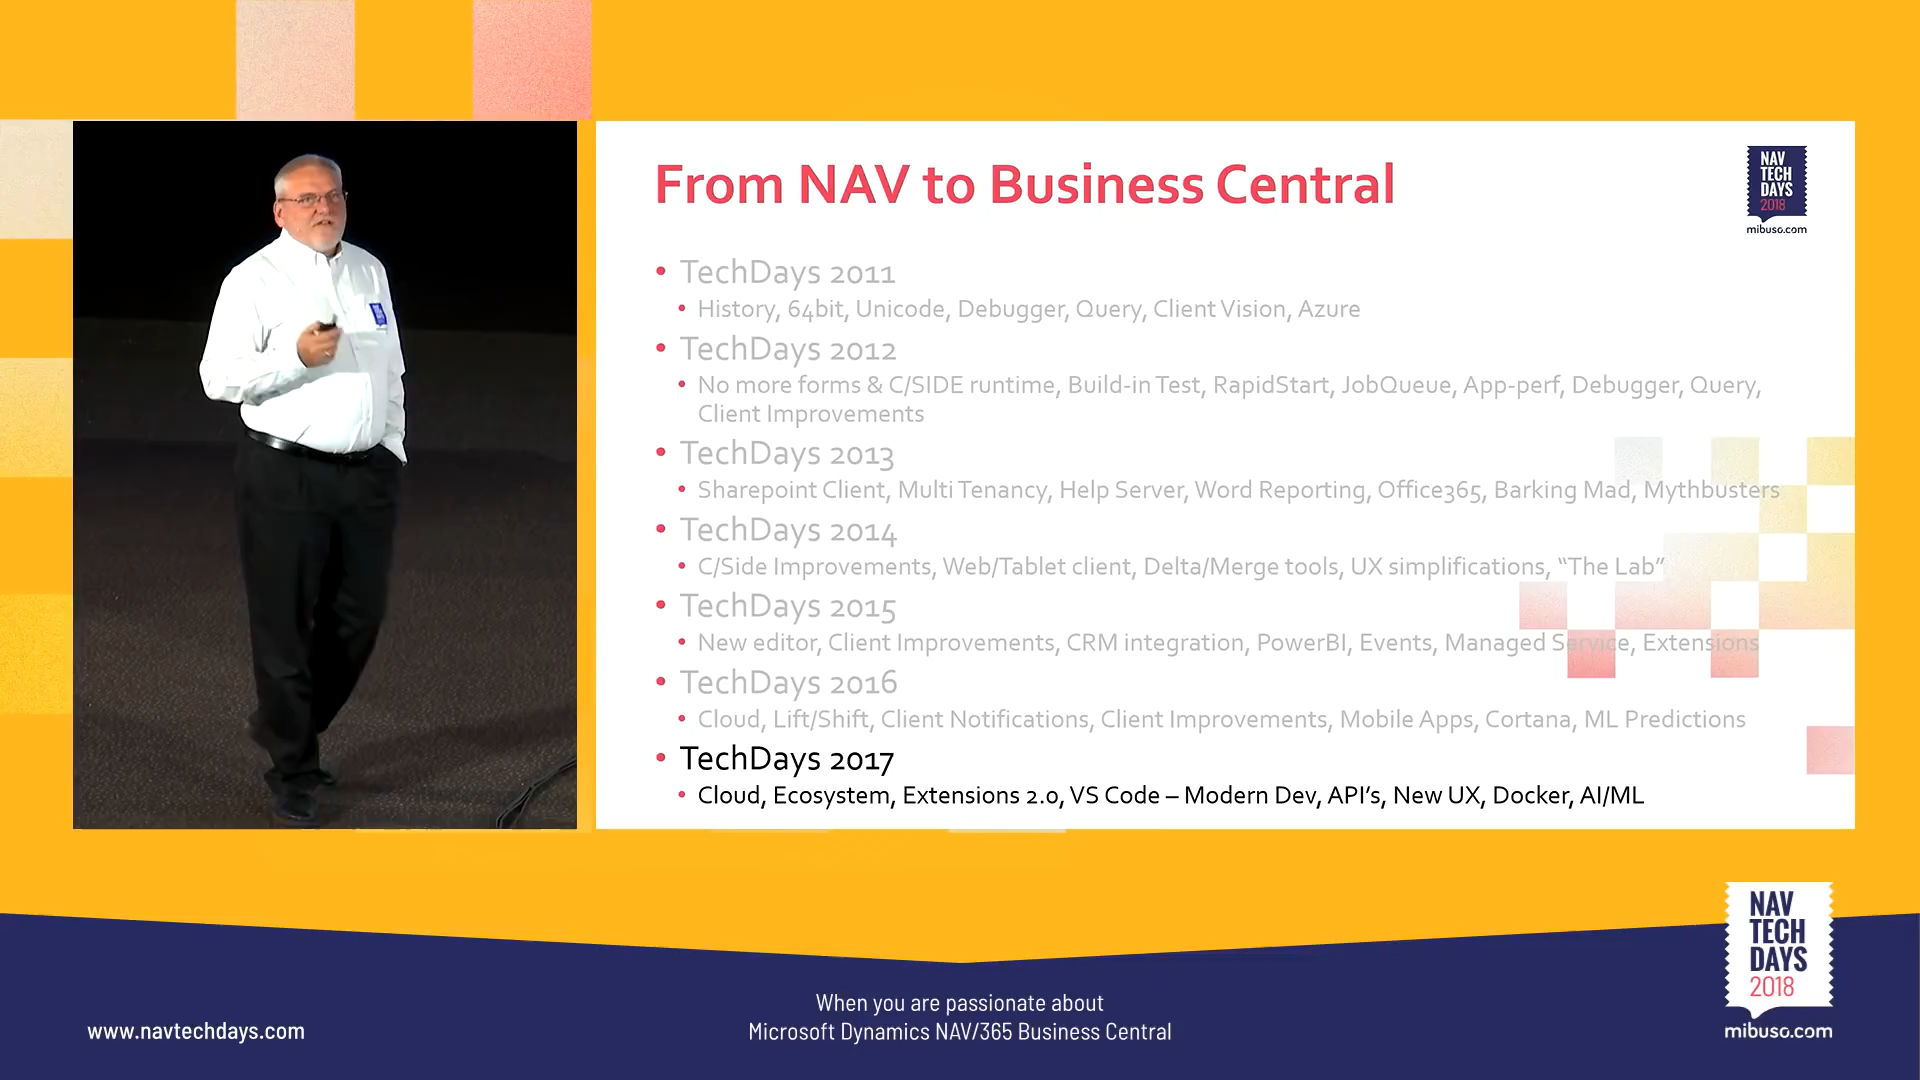 From NAV to Business Central
NAV
TECH
DAYS
2018
mibuso.com
• TechDays 2011
• History, 64bit, Unicode, Debugger, Query, Client Vision, Azure
• TechDays 2012
• No more forms & C/SIDE runtime, Build-in Test, RapidStart, JobQueue, App-perf, Debugger, Query,
Client Improvements
• TechDays 2013
• Sharepoint Client, Multi Tenancy, Help Server, Word Reporting, Office365, Barking Mad, Mythbusters
• TechDays 2014
• C/Side Improvements, Web/Tablet client, Delta/Merge tools, UX simplifications, “The Lab”
• TechDays 2015
• New editor, Client Improvements, CRM integration, PowerBI, Events, Managed Service, Extensions
• TechDays 2016
• Cloud, Lift/Shift, Client Notifications, Client Improvements, Mobile Apps, Cortana, ML Predictions
• TechDays 2017
• Cloud, Ecosystem, Extensions 2.0, VS Code – Modern Dev, API’s, New UX, Docker, AI/ML
www.navtechdays.com
When you are passionate about
Microsoft Dynamics NAV/365 Business Central
NAV
TECH
DAYS
2018
mibuso.com